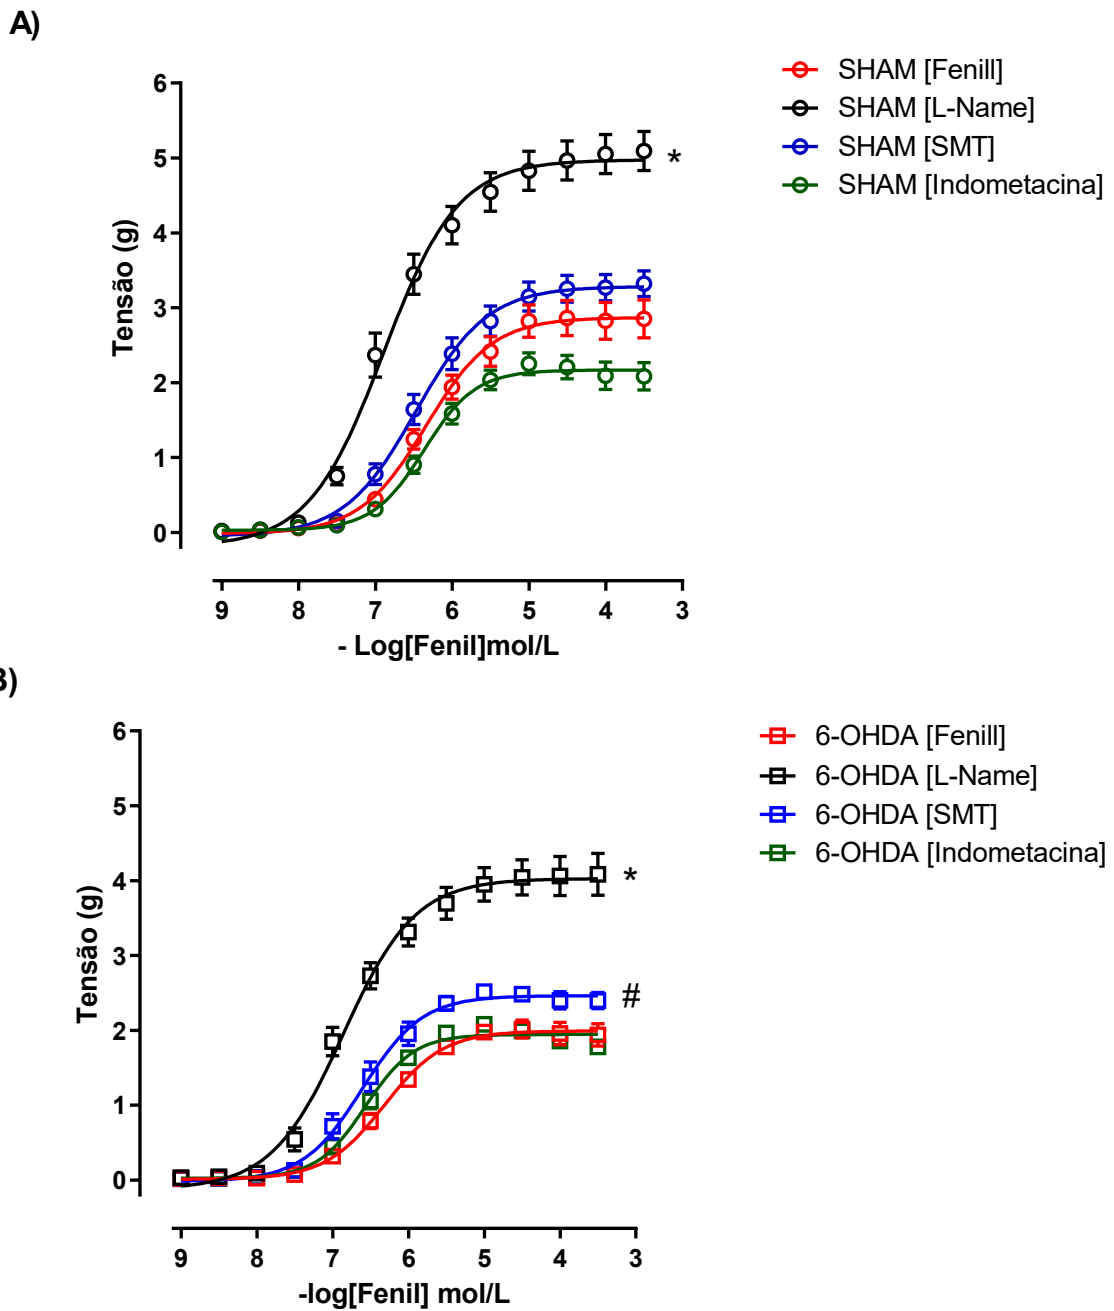 A)
SHAM [Fenill]
SHAM [L-Name]
SHAM [SMT]
SHAM [Indometacina]
6
5
4
3
2
1
0
Tensão (g)
*
9 8 7 6 5 4 3
- Log[Fenil]mol/L
B)
6-OHDA [Fenill]
6-OHDA [L-Name]
6-OHDA [SMT]
6-OHDA [Indometacina]
6
5
4
3
2
1
0
Tensão (g)
*
#
9 8 7 6 5 4 3
-log[Fenil] mol/L